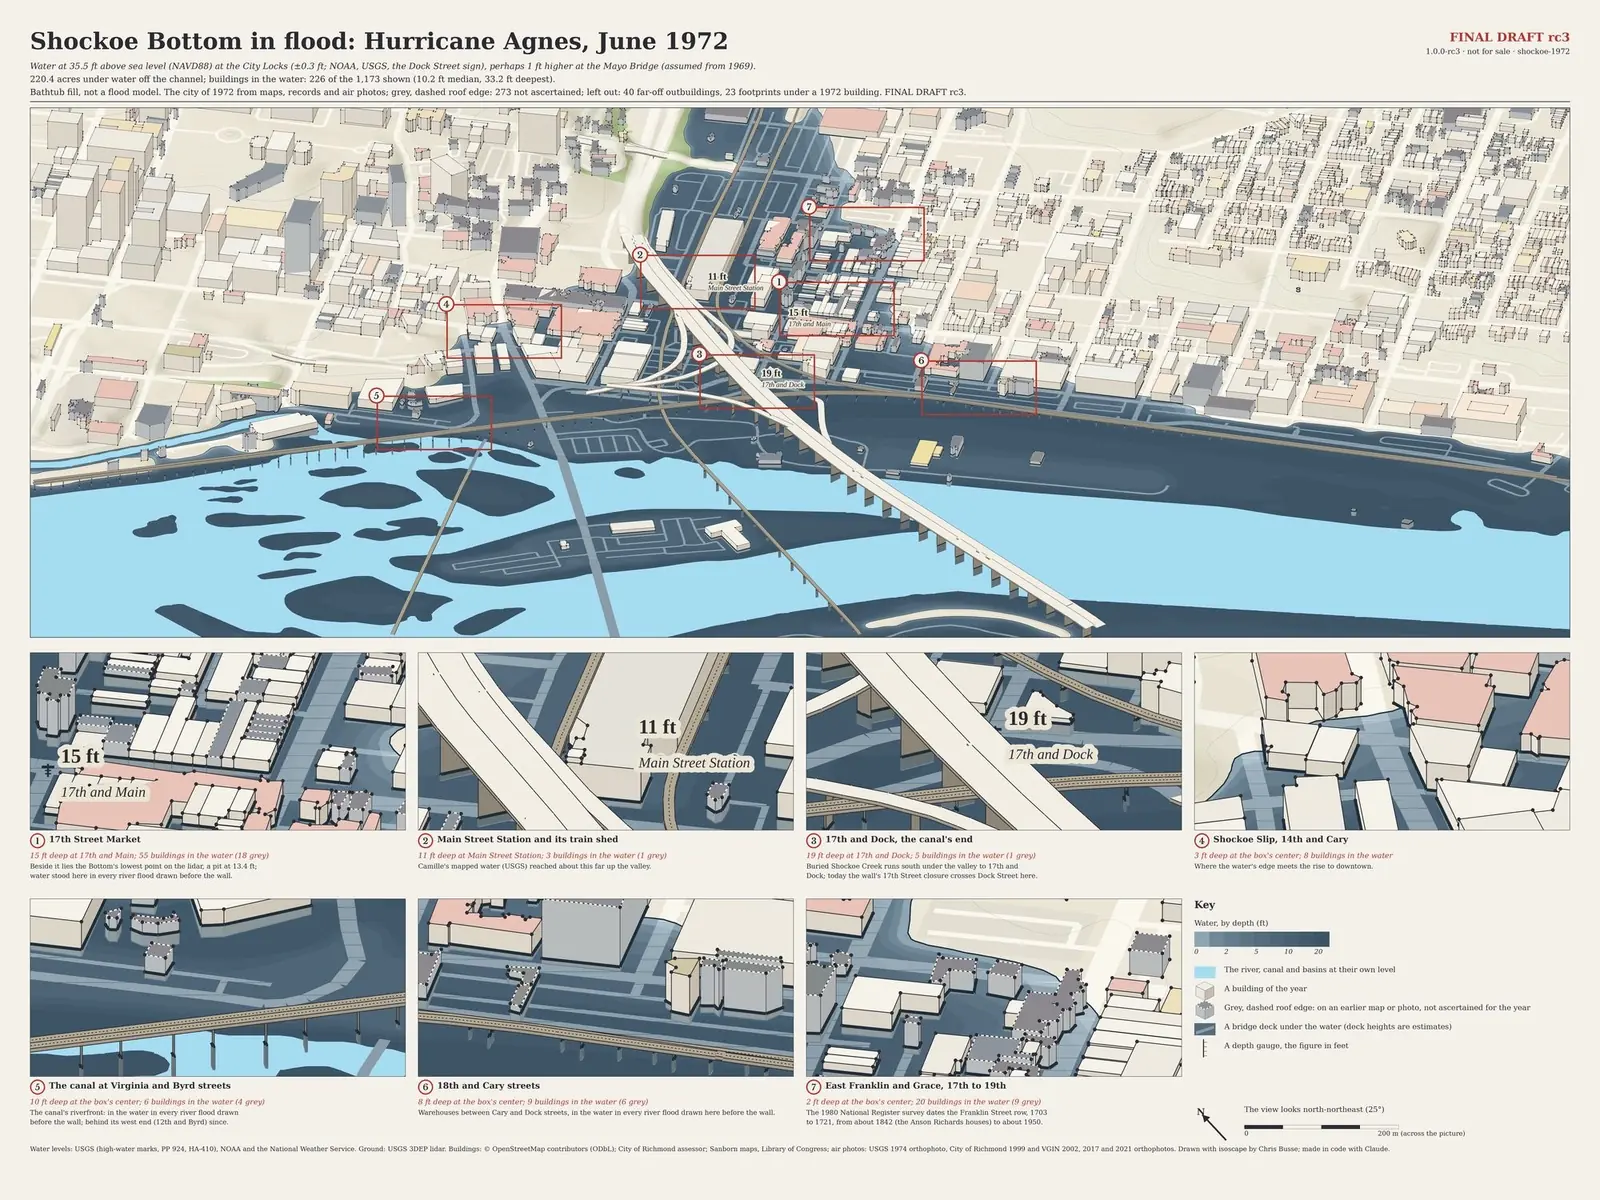 Shockoe Bottom in flood: Hurricane Agnes, June 1972
FINAL DRAFT rc3
1.0.0-rc3 · not for sale · shockoe-1972
Water at 35.5 ft above sea level (NAVD88) at the City Locks (±0.3 ft; NOAA, USGS, the Dock Street sign), perhaps 1 ft higher at the Mayo Bridge (assumed from 1969).
220.4 acres under water off the channel; buildings in the water: 226 of the 1,173 shown (10.2 ft median, 33.2 ft deepest).
Bathtub fill, not a flood model. The city of 1972 from maps, records and air photos; grey, dashed roof edge: 273 not ascertained; left out: 40 far-off outbuildings, 23 footprints under a 1972 building. FINAL DRAFT rc3.
7
2
11 ft
Main Street Station
1
15 ft
17th and Main
4
3
19 ft
17th and Dock
6
5
15 ft
17th and Main
11 ft
Main Street Station
19 ft
17th and Dock
1 17th Street Market
15 ft deep at 17th and Main; 55 buildings in the water (18 grey)
Beside it lies the Bottom's lowest point on the lidar, a pit at 13.4 ft;
water stood here in every river flood drawn before the wall.
2 Main Street Station and its train shed
11 ft deep at Main Street Station; 3 buildings in the water (1 grey)
Camille's mapped water (USGS) reached about this far up the valley.
3 17th and Dock, the canal's end
19 ft deep at 17th and Dock; 5 buildings in the water (1 grey)
Buried Shockoe Creek runs south under the valley to 17th and
Dock; today the wall's 17th Street closure crosses Dock Street here.
4 Shockoe Slip, 14th and Cary
3 ft deep at the box's center; 8 buildings in the water
Where the water's edge meets the rise to downtown.
5 The canal at Virginia and Byrd streets
10 ft deep at the box's center; 6 buildings in the water (4 grey)
The canal's riverfront: in the water in every river flood drawn
before the wall; behind its west end (12th and Byrd) since.
6 18th and Cary streets
8 ft deep at the box's center; 9 buildings in the water (6 grey)
Warehouses between Cary and Dock streets, in the water in every river flood drawn here before the wall.
7 East Franklin and Grace, 17th to 19th
2 ft deep at the box's center; 20 buildings in the water (9 grey)
The 1980 National Register survey dates the Franklin Street row, 1703
to 1721, from about 1842 (the Anson Richards houses) to about 1950.
Key
Water, by depth (ft)
0 2 5 10 20
The river, canal and basins at their own level
A building of the year
Grey, dashed roof edge: on an earlier map or photo, not ascertained for the year
A bridge deck under the water (deck heights are estimates)
A depth gauge, the figure in feet
N
The view looks north-northeast (25°)
0 200 m (across the picture)
Water levels: USGS (high-water marks, PP 924, HA-410), NOAA and the National Weather Service. Ground: USGS 3DEP lidar. Buildings: © OpenStreetMap contributors (ODbL); City of Richmond assessor; Sanborn maps, Library of Congress; air photos: USGS 1974 orthophoto, City of Richmond 1999 and VGIN 2002, 2017 and 2021 orthophotos. Drawn with isoscape by Chris Busse; made in code with Claude.